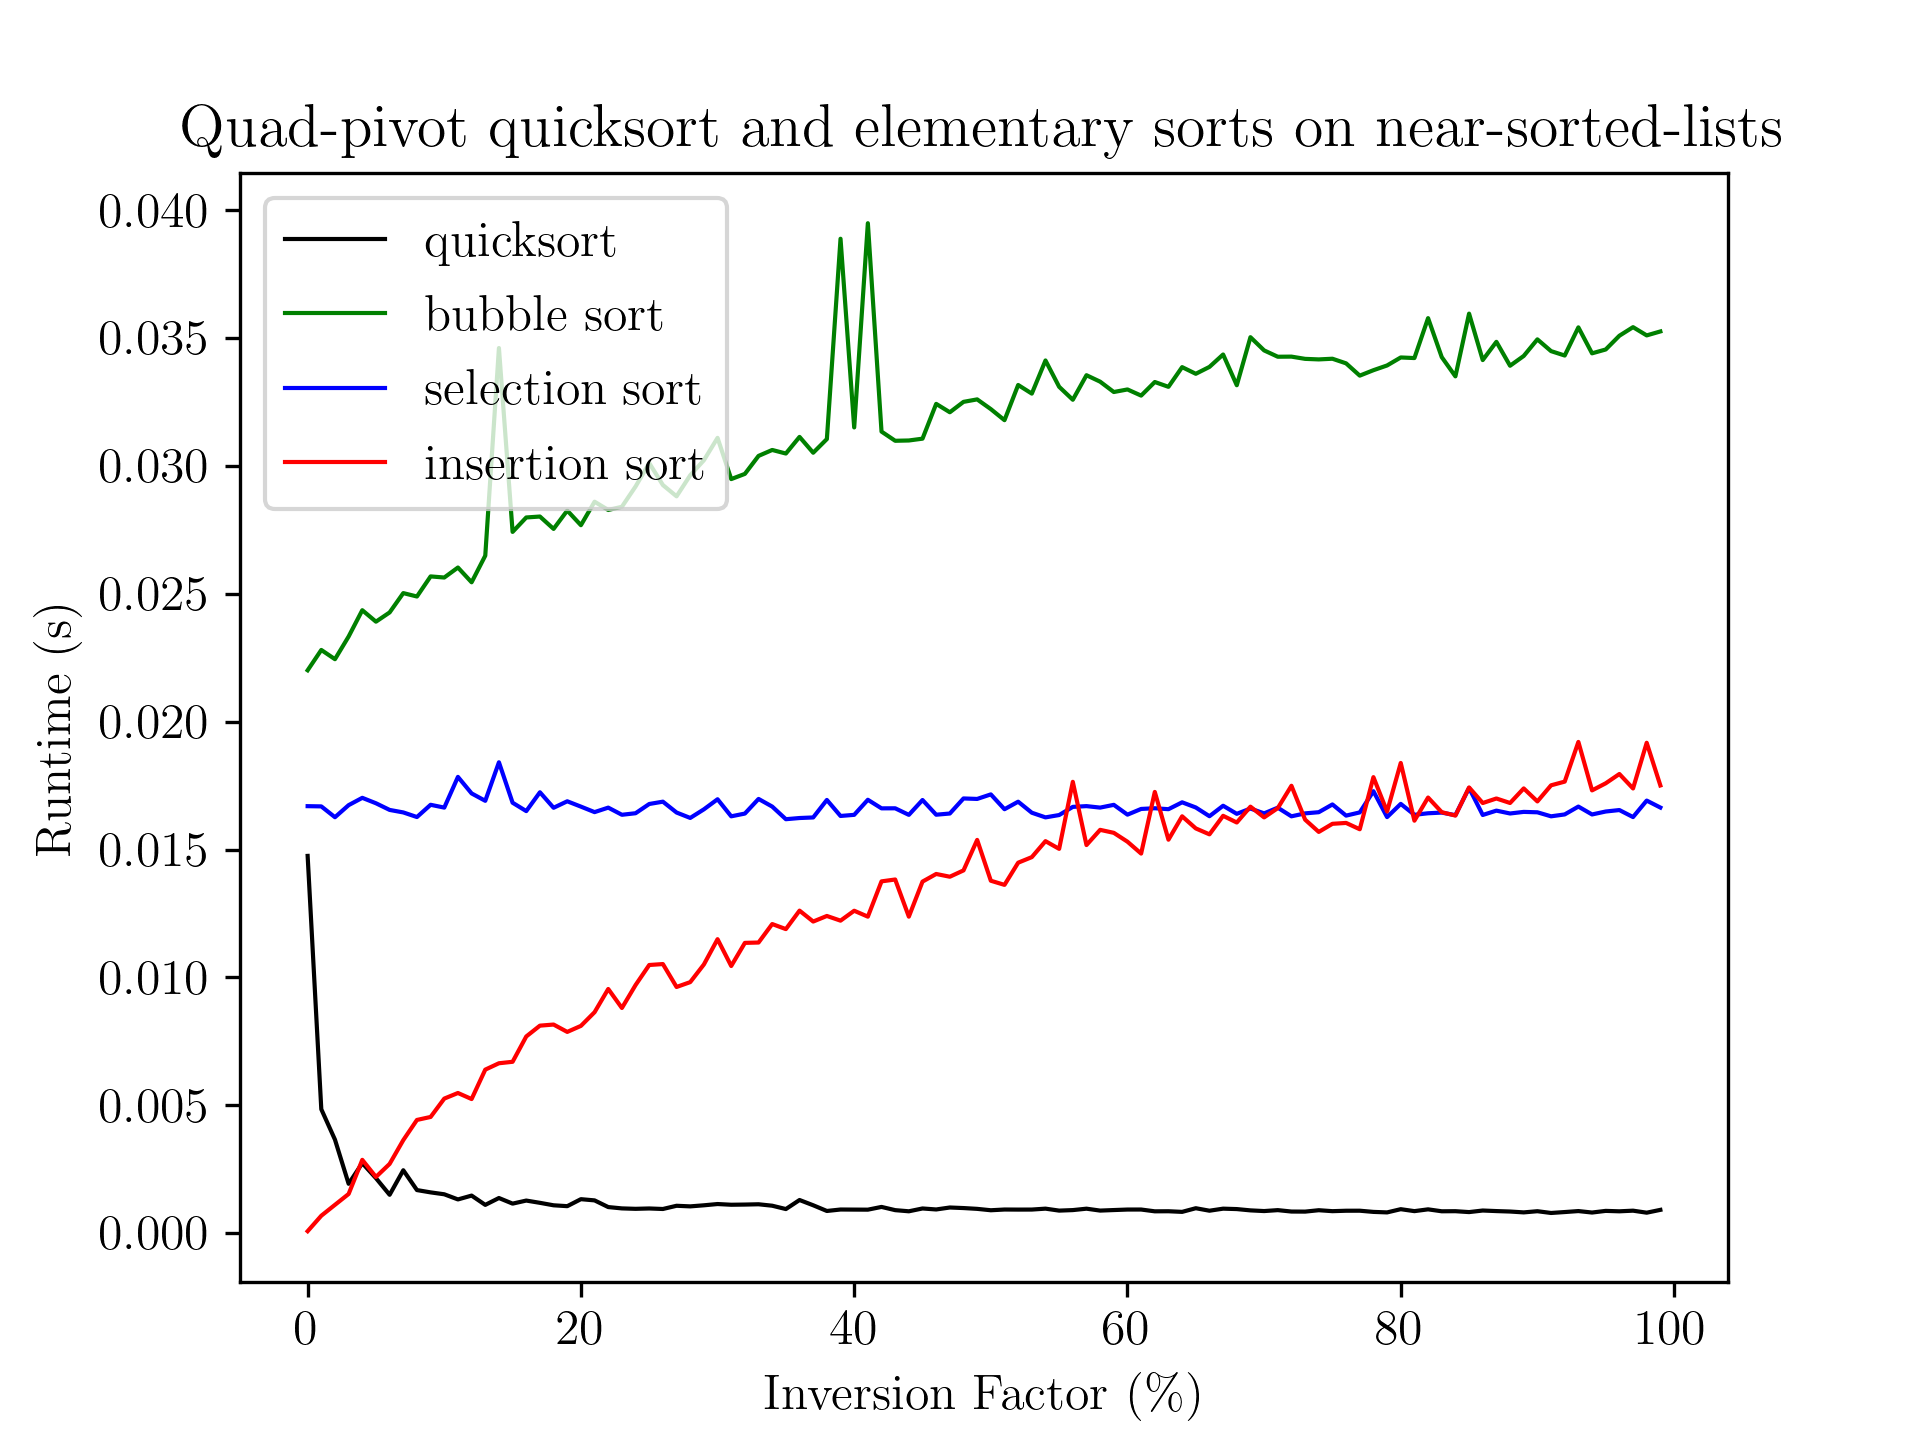 Quad-pivot quicksort and elementary sorts on near-sorted-lists
quicksort
bubble sort
selection sort
insertion sort
0.040
0.035
0.030
0.025
0.020
0.015
0.010
0.005
0.000
Runtime (s)
0 20 40 60 80 100
Inversion Factor (%)